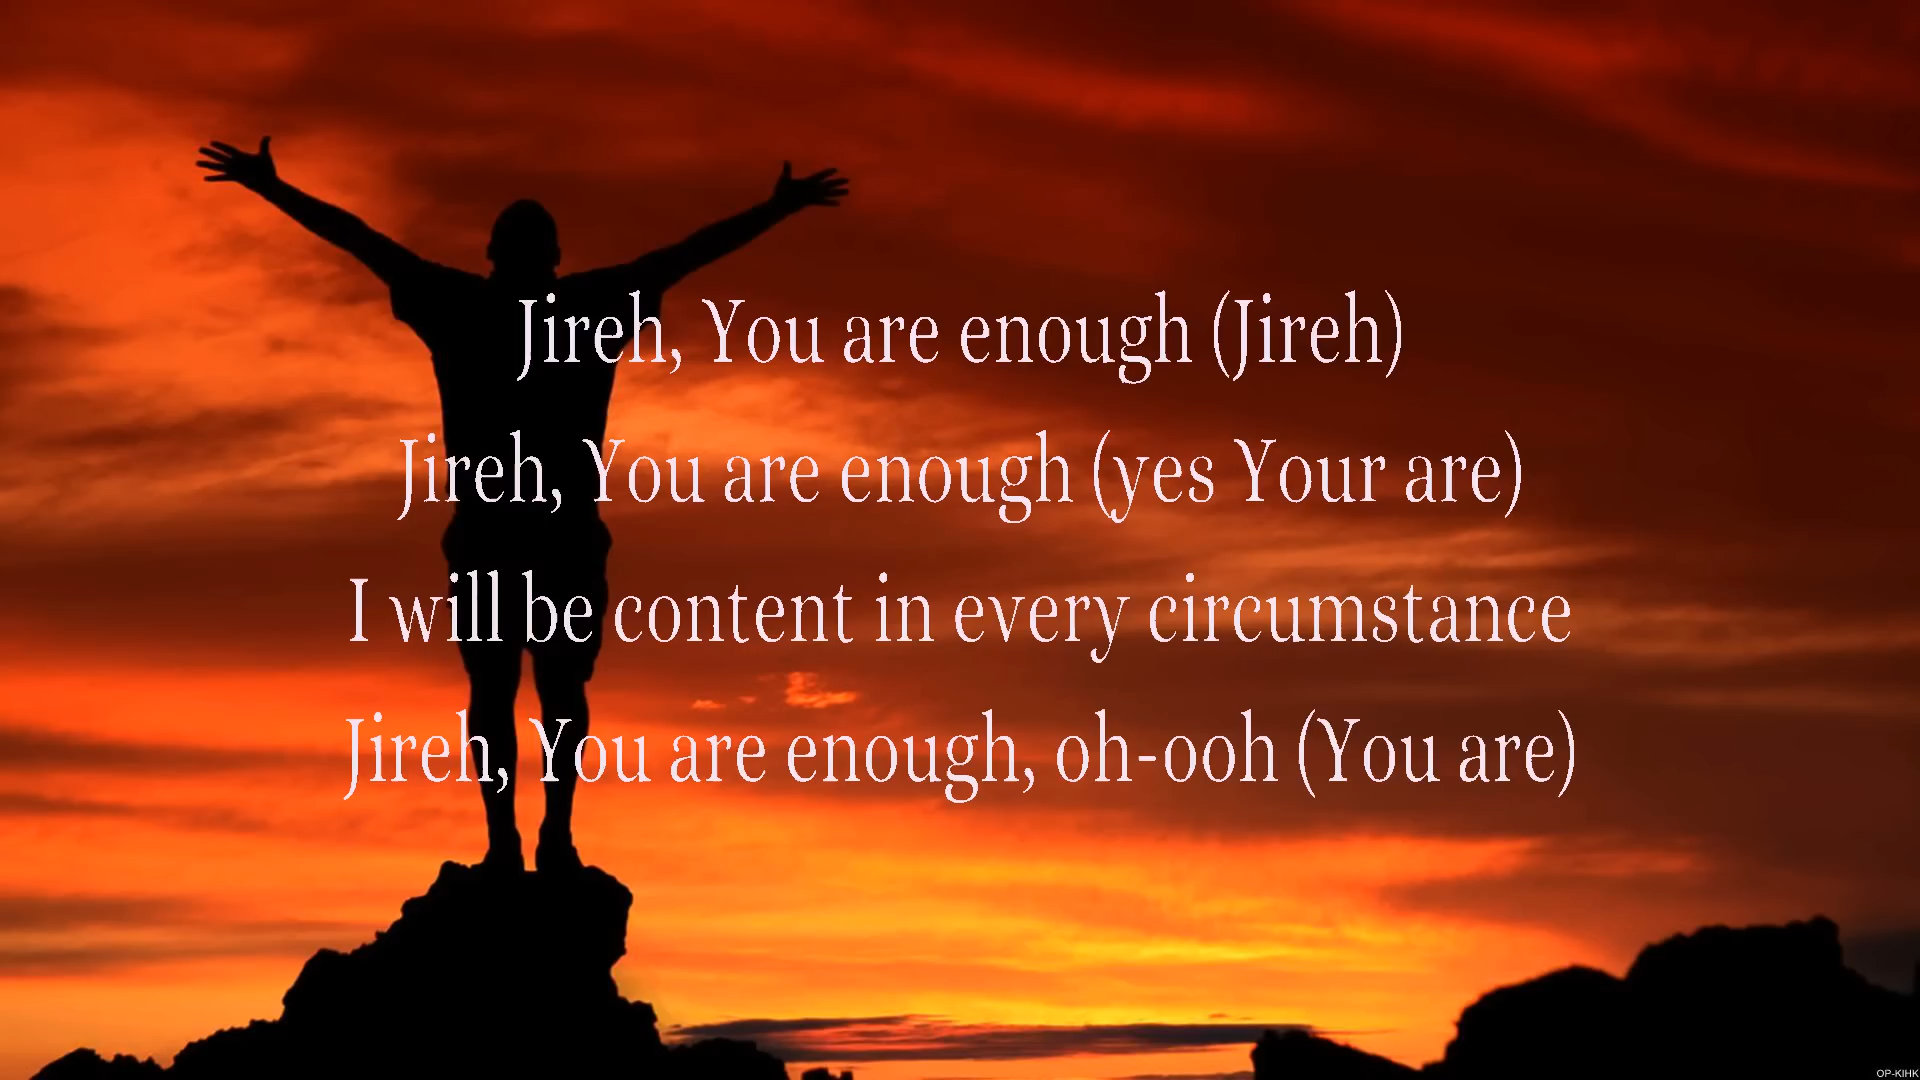 Jireh, You are enough (Jireh)
Jireh, You are enough (yes Your are)
I will be content in every circumstance
Jireh, You are enough, oh-ooh (You are)
OP-KIHK